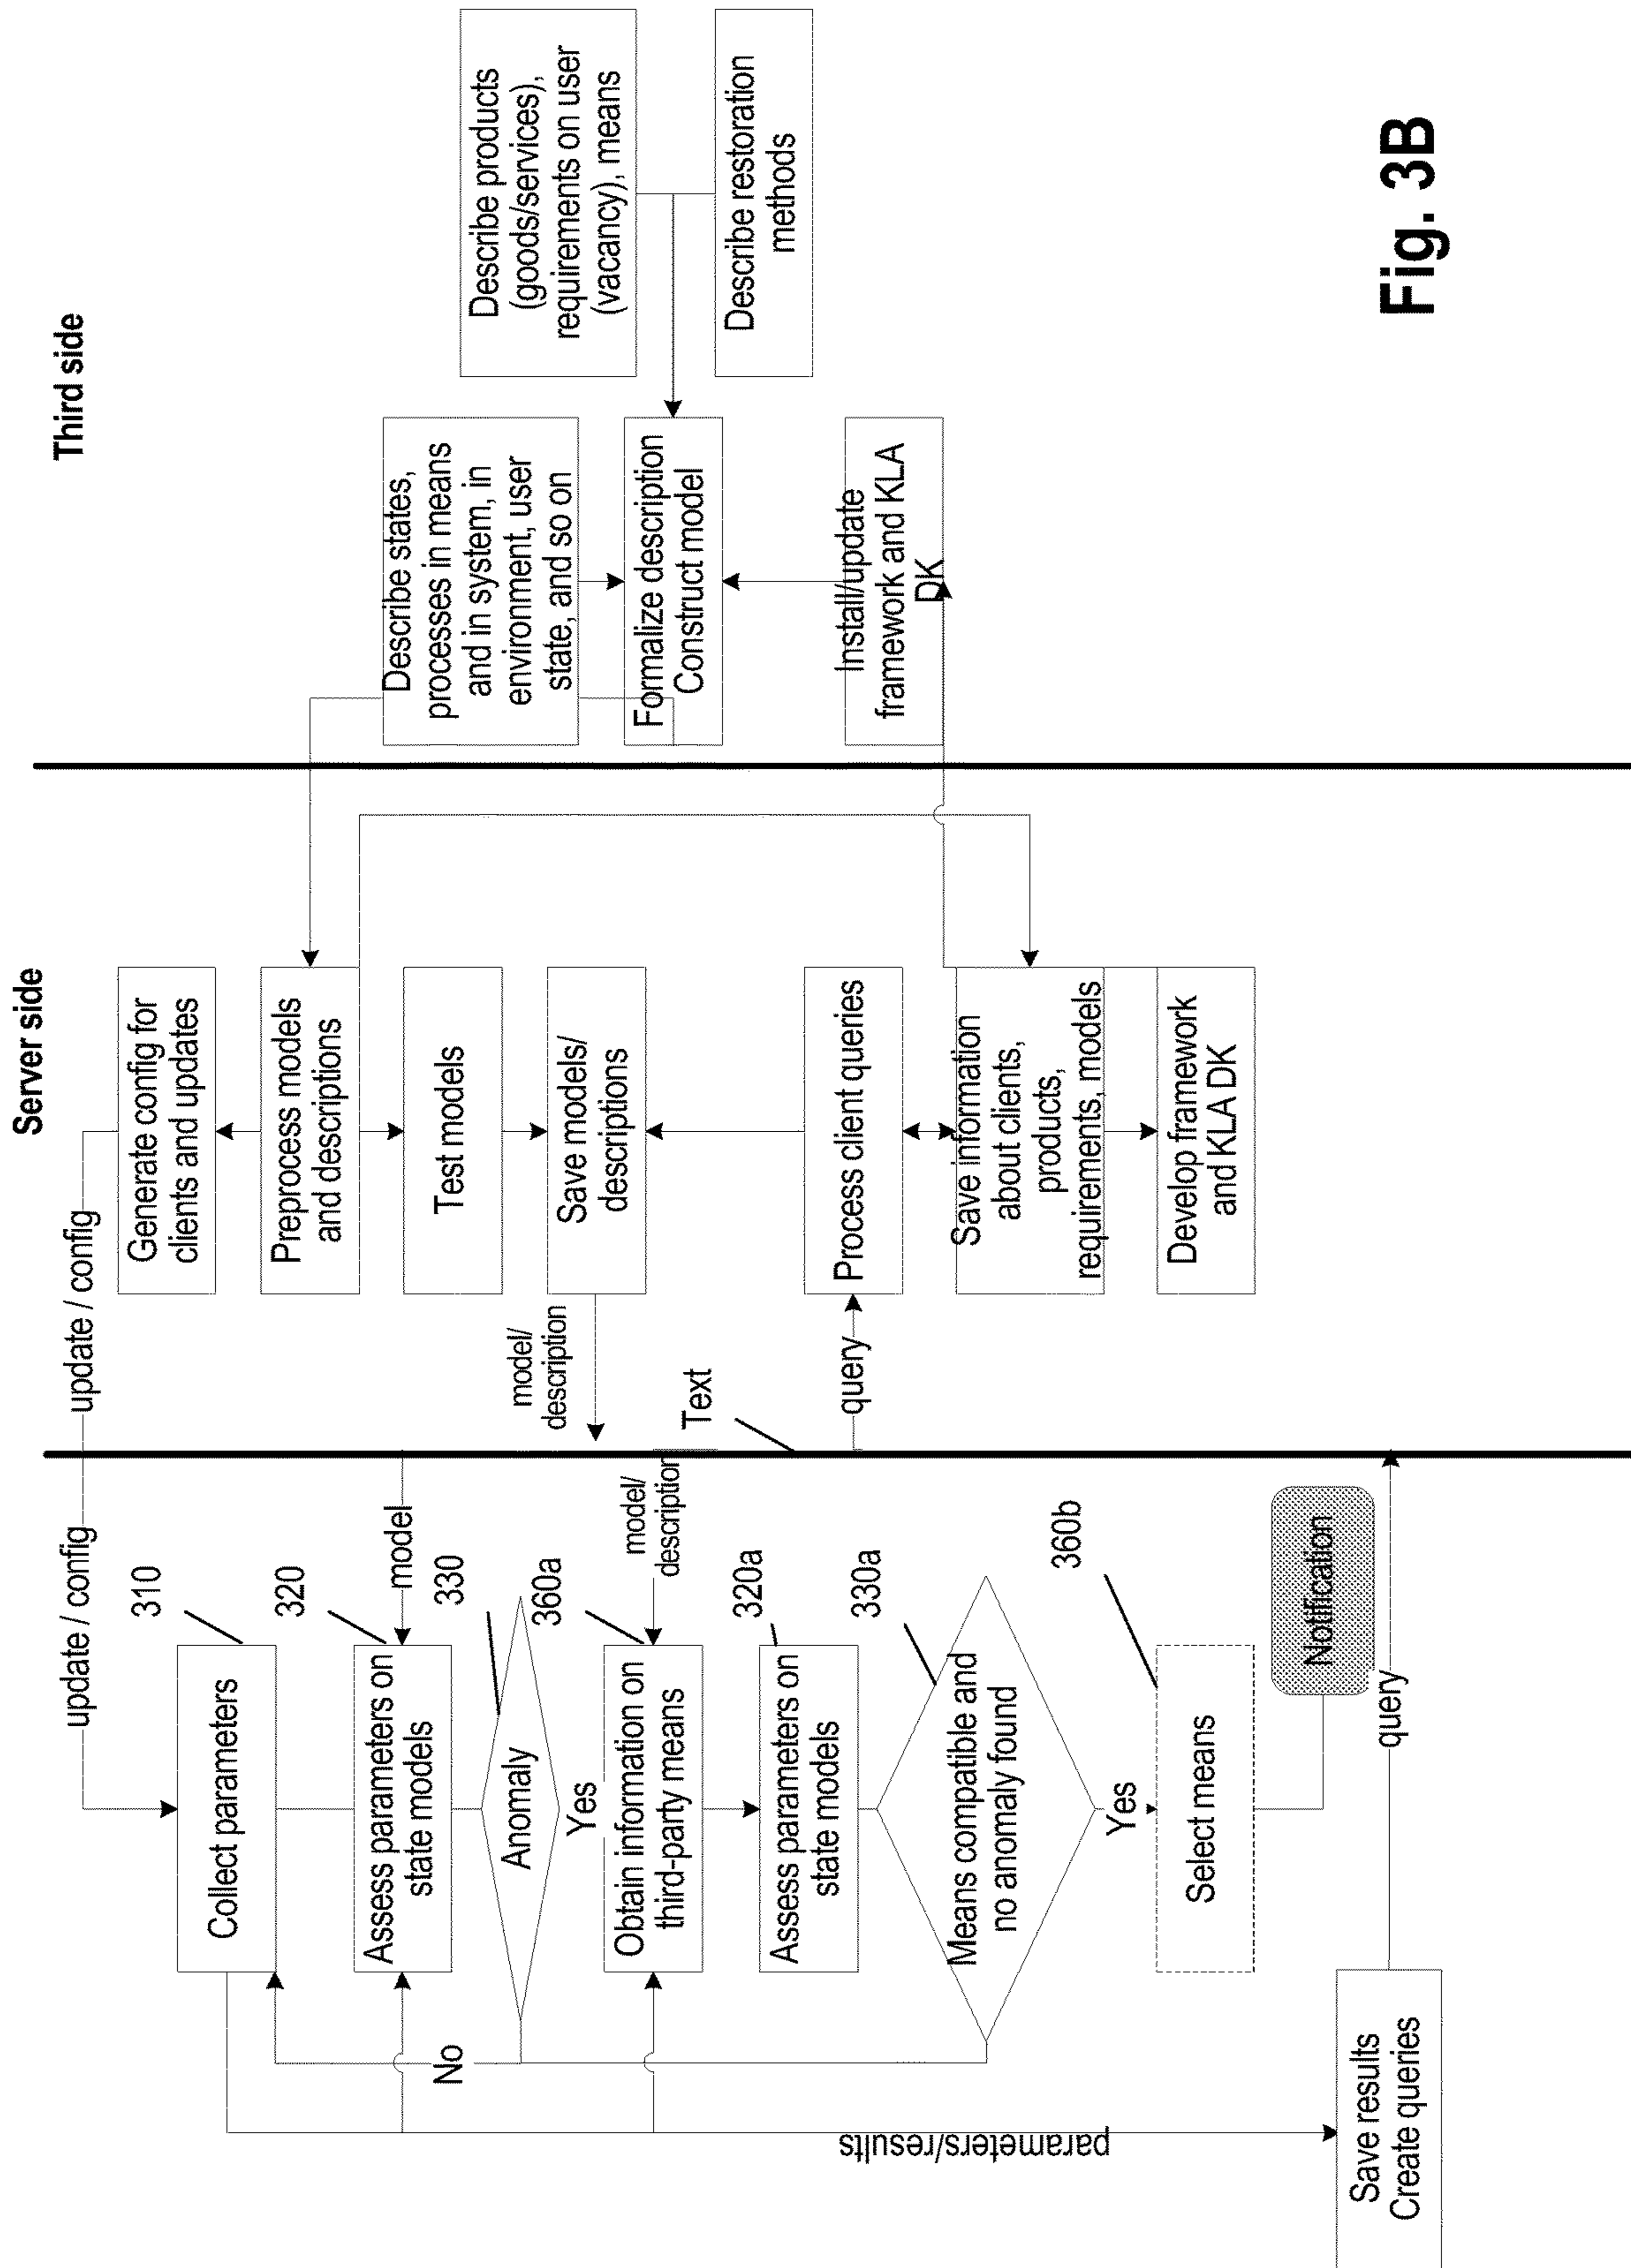 Server side
Third side
update / config
update / config
310
Collect parameters
320
Assess parameters on
state models
model
330
Anomaly
No
Yes
360a
Obtain information on
third-party means
model/
description
320a
Assess parameters on
state models
330a
Means compatible and
no anomaly found
Yes
360b
Select means
Notification
parameters/results
Save results
Create queries
query
Text
Generate config for
clients and updates
Preprocess models
and descriptions
Test models
Save models/
descriptions
model/
description
Process client queries
query
Save information
about clients,
products,
requirements, models
Develop framework
and KLA DK
Describe states,
processes in means
and in system, in
environment, user
state, and so on
Formalize description
Construct model
Install/update
framework and KLA
DK
Describe products
(goods/services),
requirements on user
(vacancy), means
Describe restoration
methods
Fig. 3B